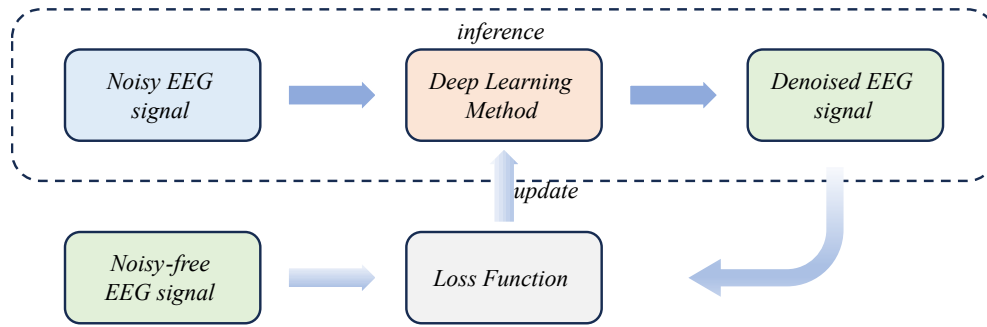 inference
Noisy EEG
signal
Deep Learning
Method
Denoised EEG
signal
update
Noisy-free
EEG signal
Loss Function